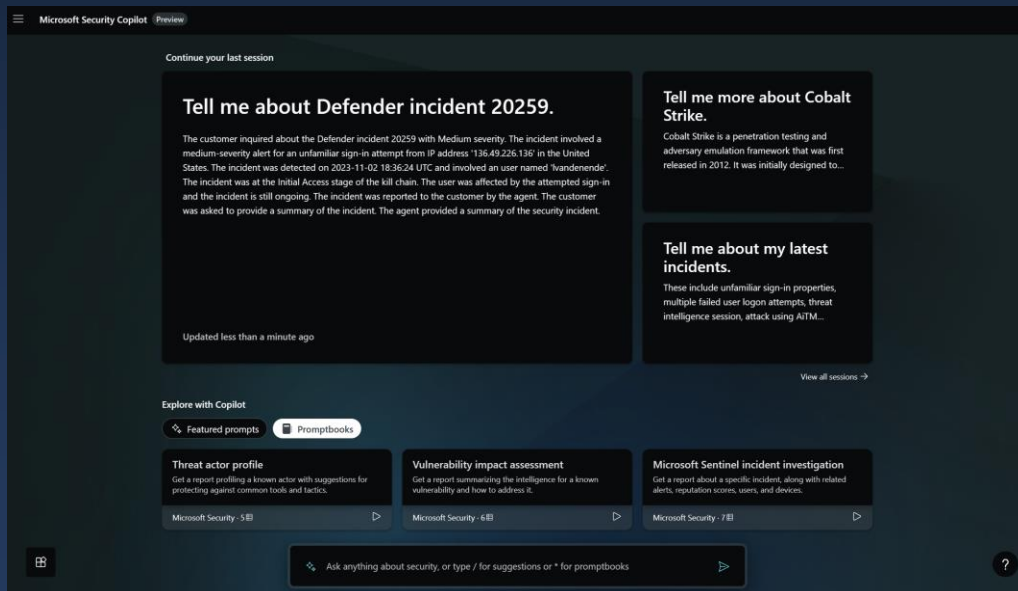 Microsoft Security Copilot Preview
Continue your last session
Tell me about Defender incident 20259.
The customer inquired about the Defender incident 20259 with Medium severity. The incident involved a
medium-severity alert for an unfamiliar sign-in attempt from IP address '136.49.226.136' in the United
States. The incident was detected on 2023-11-02 18:36:24 UTC and involved an user named 'lvandenende'.
The incident was at the Initial Access stage of the kill chain. The user was affected by the attempted sign-in
and the incident is still ongoing. The incident was reported to the customer by the agent. The customer
was asked to provide a summary of the incident. The agent provided a summary of the security incident.
Updated less than a minute ago
Tell me more about Cobalt
Strike.
Cobalt Strike is a penetration testing and
adversary emulation framework that was first
released in 2012. It was initially designed to...
Tell me about my latest
incidents.
These include unfamiliar sign-in properties,
multiple failed user logon attempts, threat
intelligence session, attack using AiTM...
View all sessions →
Explore with Copilot
Featured prompts
Promptbooks
Threat actor profile
Get a report profiling a known actor with suggestions for
protecting against common tools and tactics.
Microsoft Security · 5
Vulnerability impact assessment
Get a report summarizing the intelligence for a known
vulnerability and how to address it.
Microsoft Security · 6
Microsoft Sentinel incident investigation
Get a report about a specific incident, along with related
alerts, reputation scores, users, and devices.
Microsoft Security · 7
Ask anything about security, or type / for suggestions or * for promptbooks
?